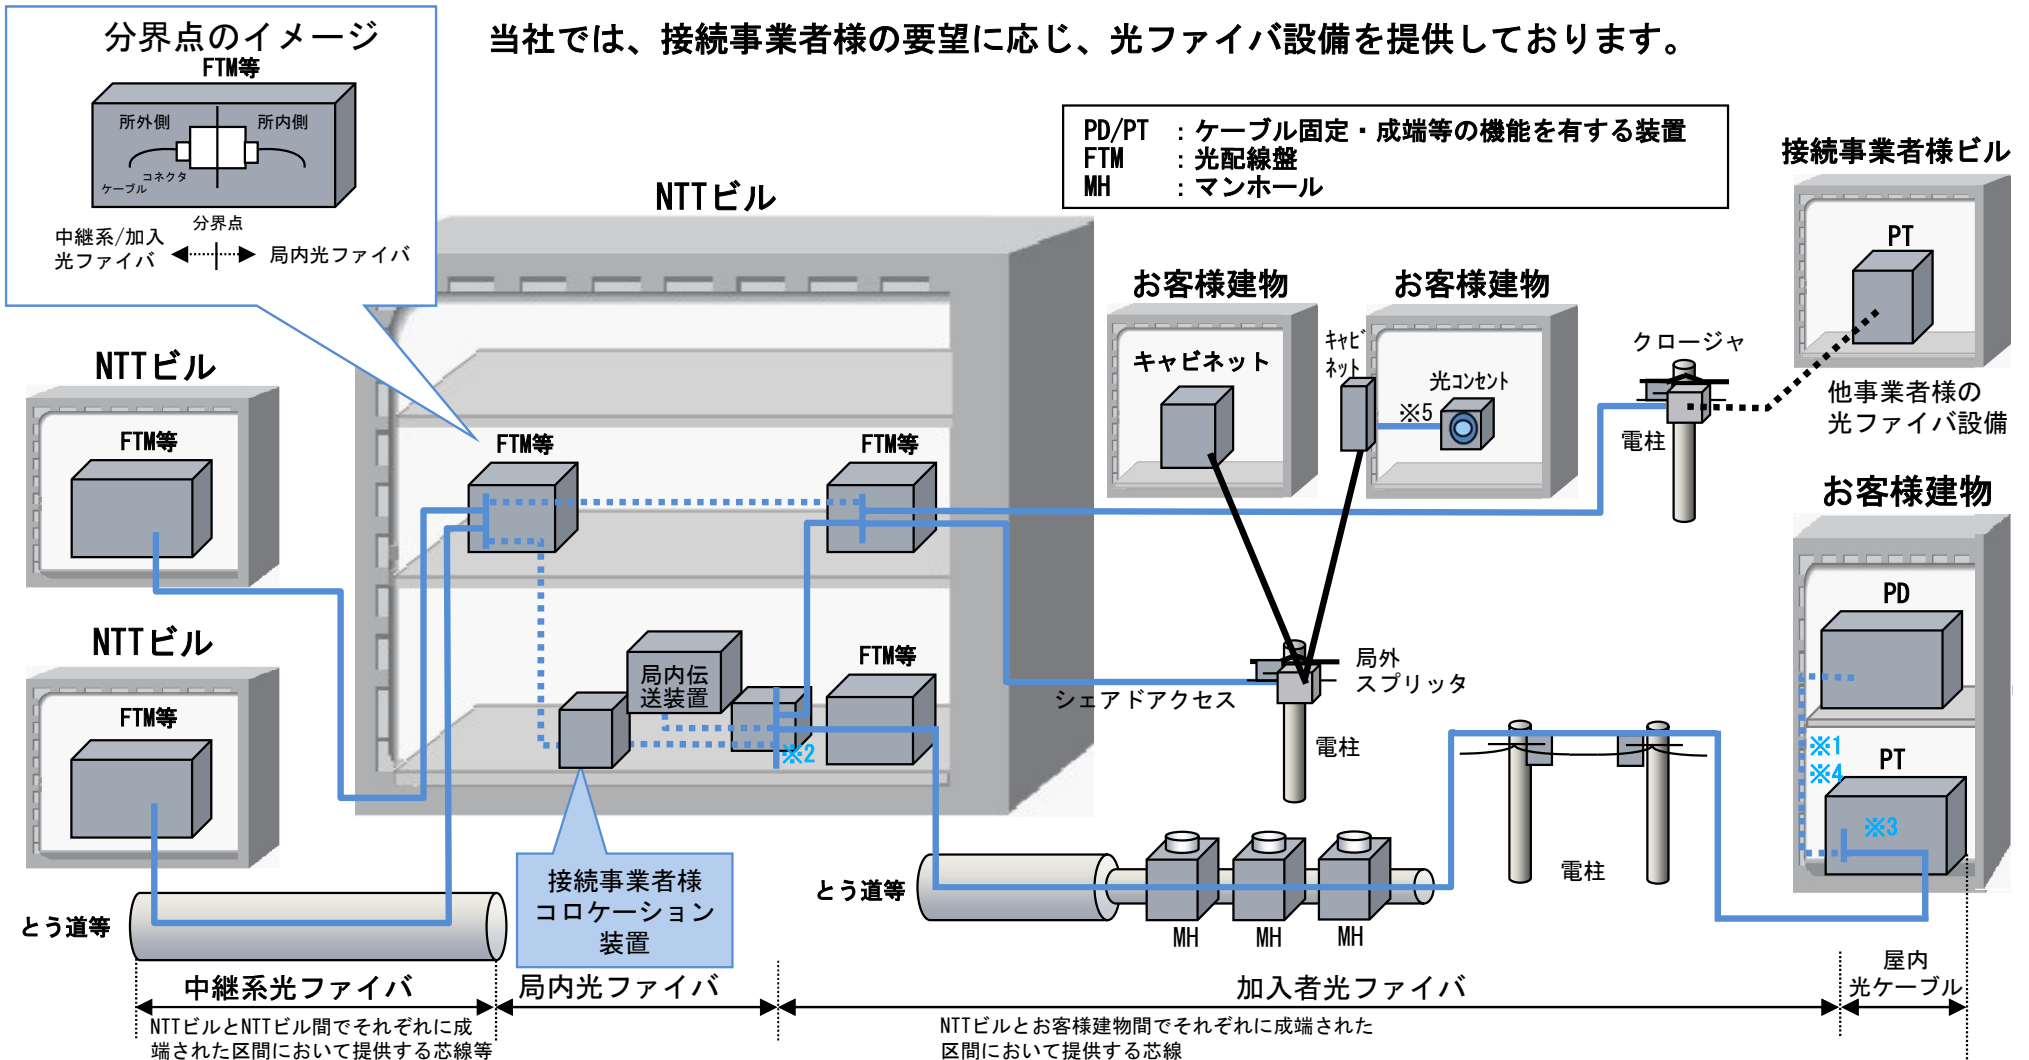 当社では、接続事業者様の要望に応じ、光ファイバ設備を提供しております。
分界点のイメージ
FTM等
所外側
所内側
コネクタ
ケーブル
分界点
中継系/加入
光ファイバ
局内光ファイバ
PD/PT ：ケーブル固定・成端等の機能を有する装置
FTM ：光配線盤
MH ：マンホール
NTTビル
接続事業者様ビル
PT
お客様建物
キャビネット
お客様建物
キャビ
ネット
光コンセント
※5
クロージャ
電柱
他事業者様の
光ファイバ設備
NTTビル
FTM等
FTM等
FTM等
お客様建物
PD
※1
※4
PT
※3
NTTビル
FTM等
局内伝
送装置
※2
FTM等
局外
スプリッタ
シェアドアクセス
電柱
電柱
接続事業者様
コロケーション
装置
とう道等
とう道等
MH
MH
MH
中継系光ファイバ
局内光ファイバ
加入者光ファイバ
屋内
光ケーブル
NTTビルとNTTビル間でそれぞれに成
端された区間において提供する芯線等
NTTビルとお客様建物間でそれぞれに成端された
区間において提供する芯線